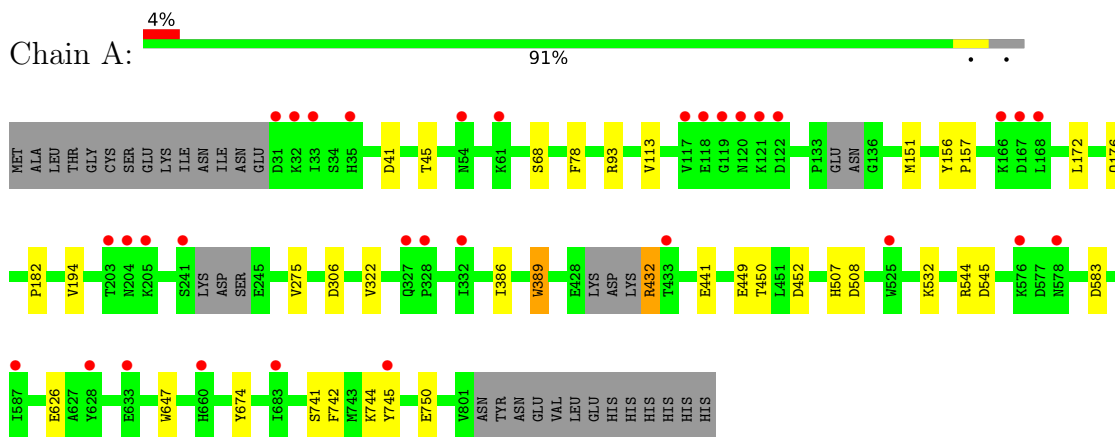 4%
Chain A:
91%
MET ALA LEU THR GLY CYS SER GLU LYS ILE ASN ILE ASN GLU D31 K32 I33 S34 H35 D41 T45 N54 K61 S68 F78 R93 V113 V117 E118 G119 N120 K121 D122 P133 GLU ASN G136 M151 Y156 P157 K166 D167 L168 L172
P182 V194 T203 N204 K205 S241 LYS ASP SER E245 V275 D306 V322 Q327 P328 I332 I386 W389 E428 LYS ASP LYS R432 T433 E441 E449 T450 L451 D452 H507 D508 W525 K532 R544 D545 K576 D577 N578 D583
I587 E626 A627 Y628 E633 W647 H660 Y674 I683 S741 F742 M743 K744 Y745 E750 V801 ASN TYR ASN GLU VAL LEU GLU HIS HIS HIS HIS HIS HIS